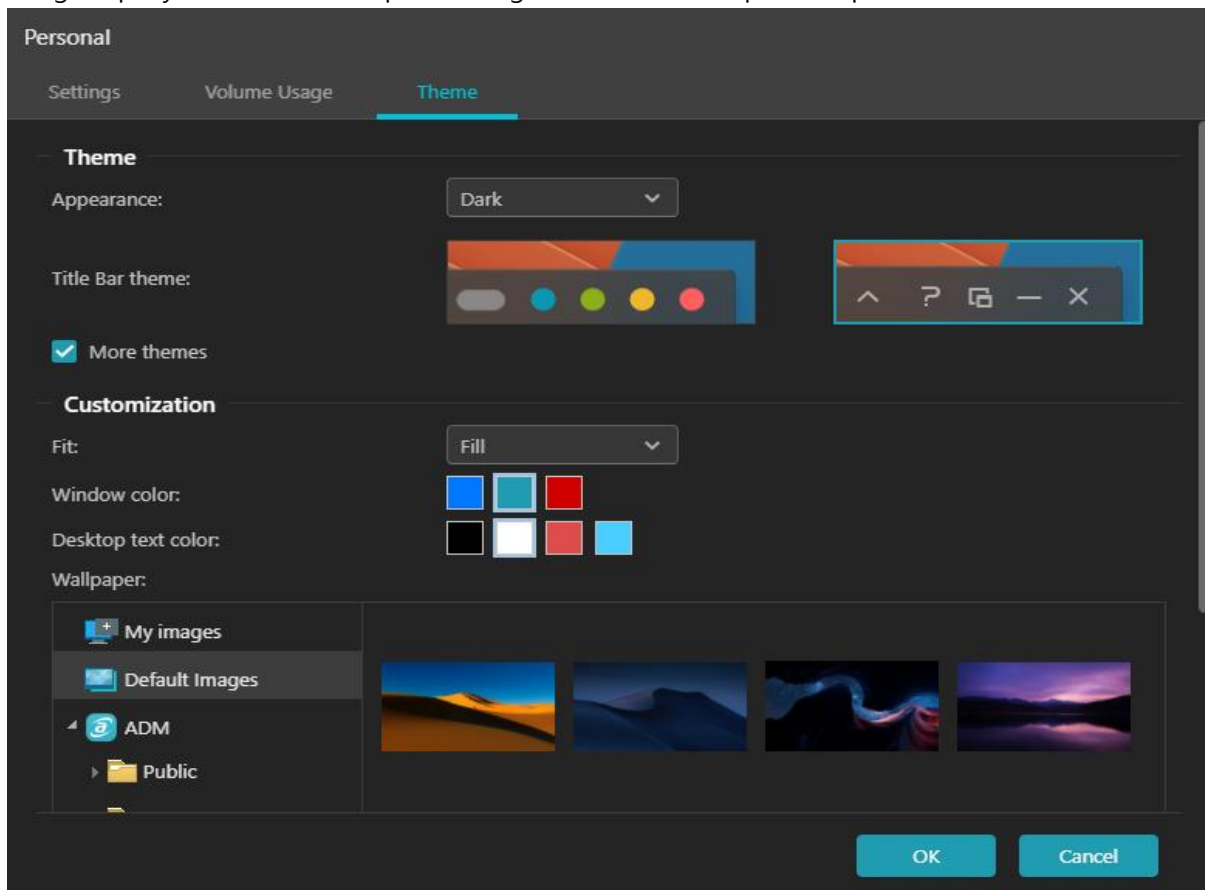 Personal
Settings Volume Usage Theme
Theme
Appearance: Dark
Title Bar theme:
More themes
Customization
Fit: Fill
Window color:
Desktop text color:
Wallpaper:
My images
Default Images
ADM
Public
OK Cancel